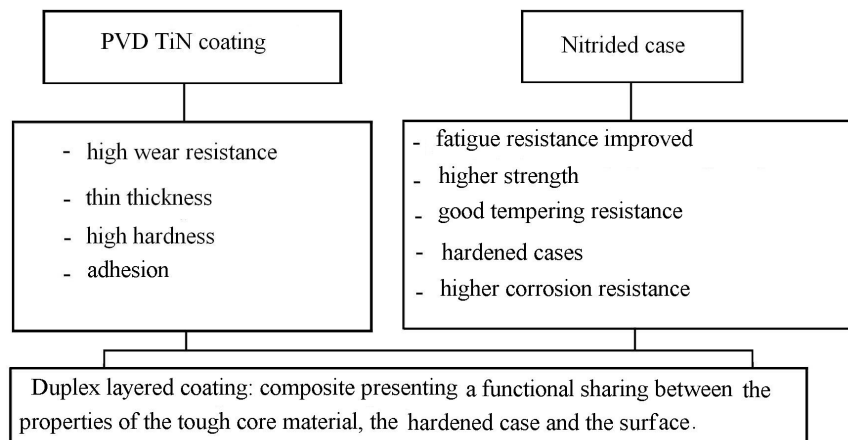 PVD TiN coating
- high wear resistance
- thin thickness
- high hardness
- adhesion
Nitrided case
- fatigue resistance improved
- higher strength
- good tempering resistance
- hardened cases
- higher corrosion resistance
Duplex layered coating: composite presenting a functional sharing between the
properties of the tough core material, the hardened case and the surface.